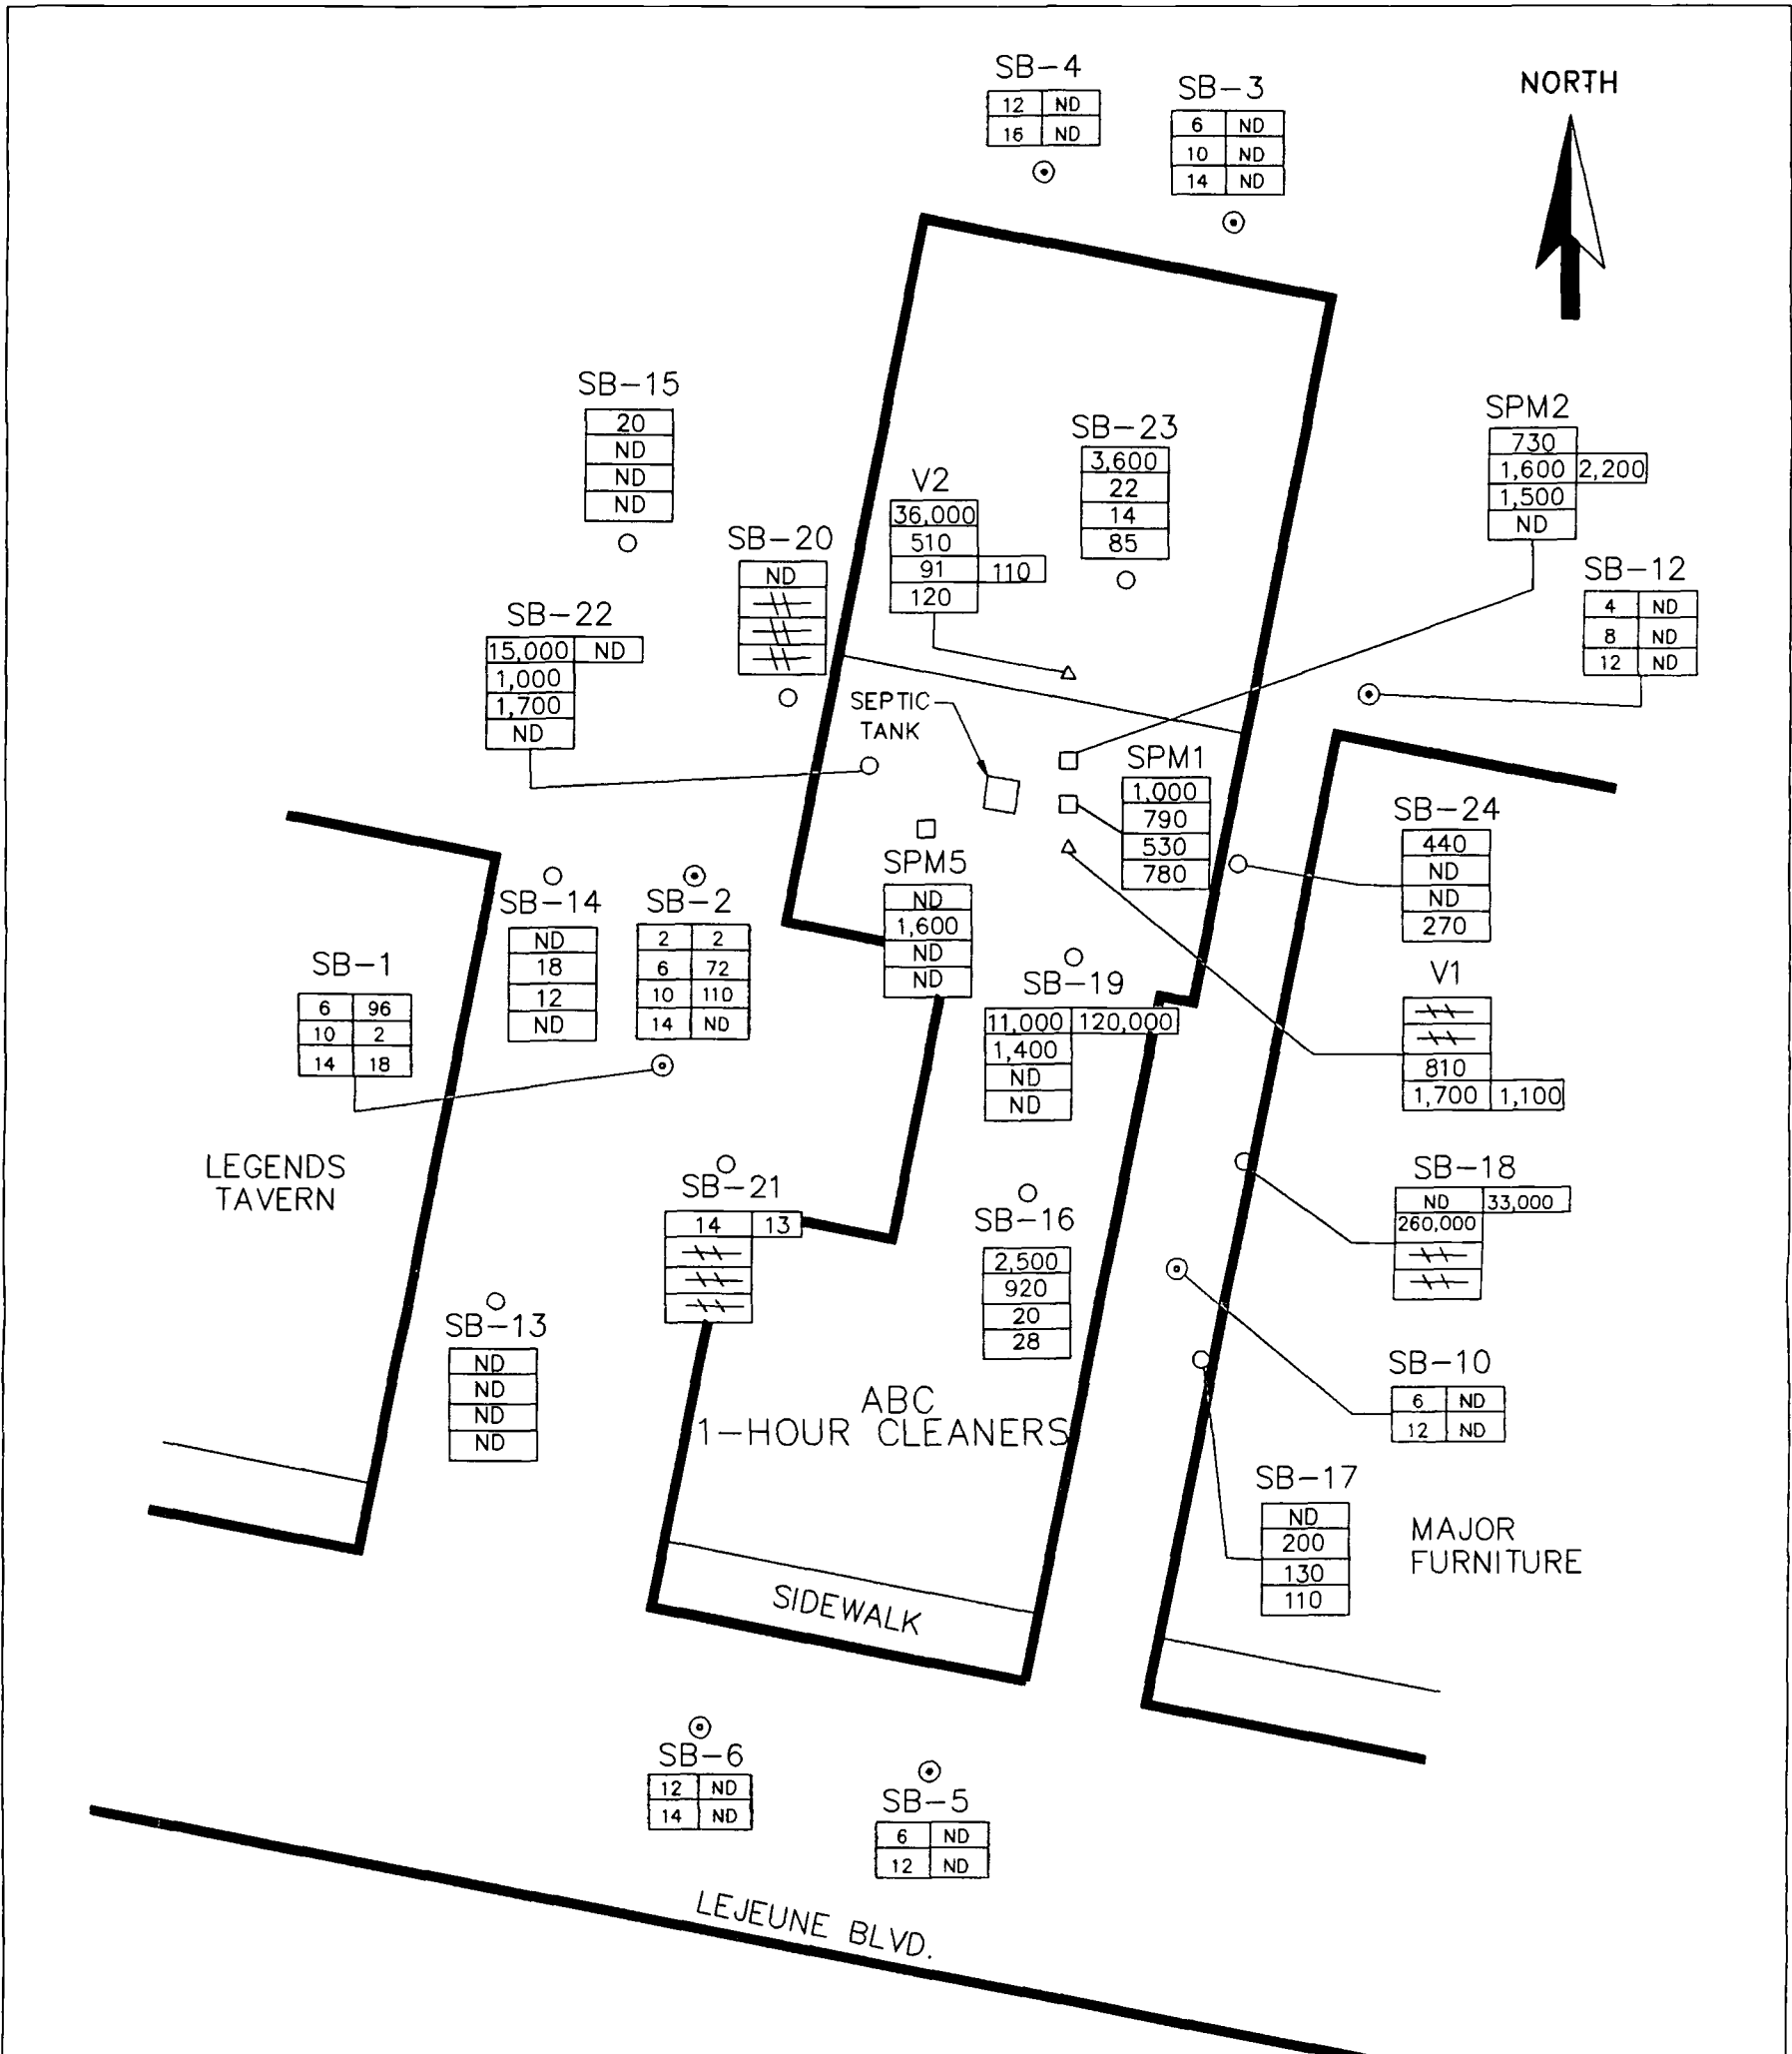 NORTH
SB-4
12 ND
16 ND
SB-3
6 ND
10 ND
14 ND
SB-15
20
ND
ND
ND
SB-20
ND
SB-22
15,000 ND
1,000
1,700
ND
V2
36,000
510
91 110
120
SB-23
3,600
22
14
85
SPM2
730
1,600 2,200
1,500
ND
SB-12
4 ND
8 ND
12 ND
SEPTIC
TANK
SPM1
1,000
790
530
780
SPM5
ND
1,600
ND
ND
SB-24
440
ND
ND
270
SB-14
ND
18
12
ND
SB-2
2 2
6 72
10 110
14 ND
SB-1
6 96
10 2
14 18
SB-19
11,000 120,000
1,400
ND
ND
V1
810
1,700 1,100
LEGENDS
TAVERN
SB-21
14 13
SB-16
2,500
920
20
28
SB-18
ND 33,000
260,000
SB-13
ND
ND
ND
ND
SB-10
6 ND
12 ND
ABC
1-HOUR CLEANERS
SB-17
ND
200
130
110
MAJOR
FURNITURE
SIDEWALK
SB-6
12 ND
14 ND
SB-5
6 ND
12 ND
LEJEUNE BLVD.